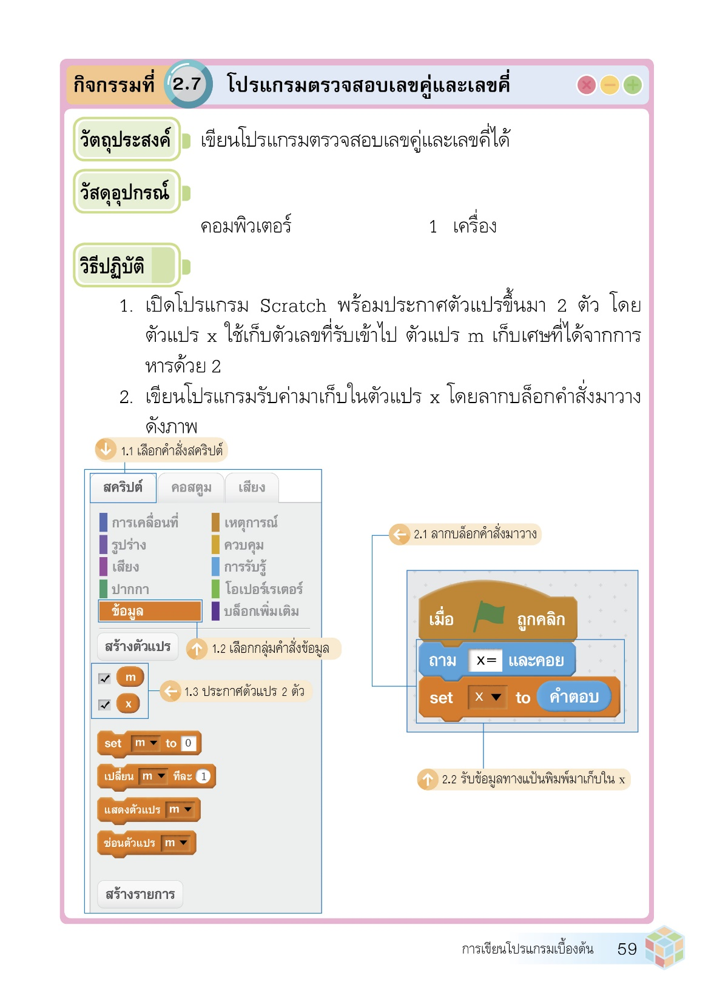 กิจกรรมที่ 2.7 โปรแกรมตรวจสอบเลขคู่และเลขคี่
วัตถุประสงค์ เขียนโปรแกรมตรวจสอบเลขคู่และเลขคี่ได้
วัสดุอุปกรณ์
คอมพิวเตอร์ 1 เครื่อง
วิธีปฏิบัติ
1. เปิดโปรแกรม Scratch พร้อมประกาศตัวแปรขึ้นมา 2 ตัว โดย
ตัวแปร x ใช้เก็บตัวเลขที่รับเข้าไป ตัวแปร m เก็บเศษที่ได้จากการ
หารด้วย 2
2. เขียนโปรแกรมรับค่ามาเก็บในตัวแปร x โดยลากบล็อกคำสั่งมาวาง
ดังภาพ
1.1 เลือกคำสั่งสคริปต์
สคริปต์ คอสตูม เสียง
การเคลื่อนที่ เหตุการณ์
รูปร่าง ควบคุม
เสียง การรับรู้
ปากกา โอเปอร์เรเตอร์
ข้อมูล บล็อกเพิ่มเติม
สร้างตัวแปร
1.2 เลือกกลุ่มคำสั่งข้อมูล
m
x
1.3 ประกาศตัวแปร 2 ตัว
set m to 0
เปลี่ยน m ทีละ 1
แสดงตัวแปร m
ซ่อนตัวแปร m
สร้างรายการ
2.1 ลากบล็อกคำสั่งมาวาง
เมื่อ ถูกคลิก
ถาม x= และคอย
set x to คำตอบ
2.2 รับข้อมูลทางแป้นพิมพ์มาเก็บใน x
การเขียนโปรแกรมเบื้องต้น 59